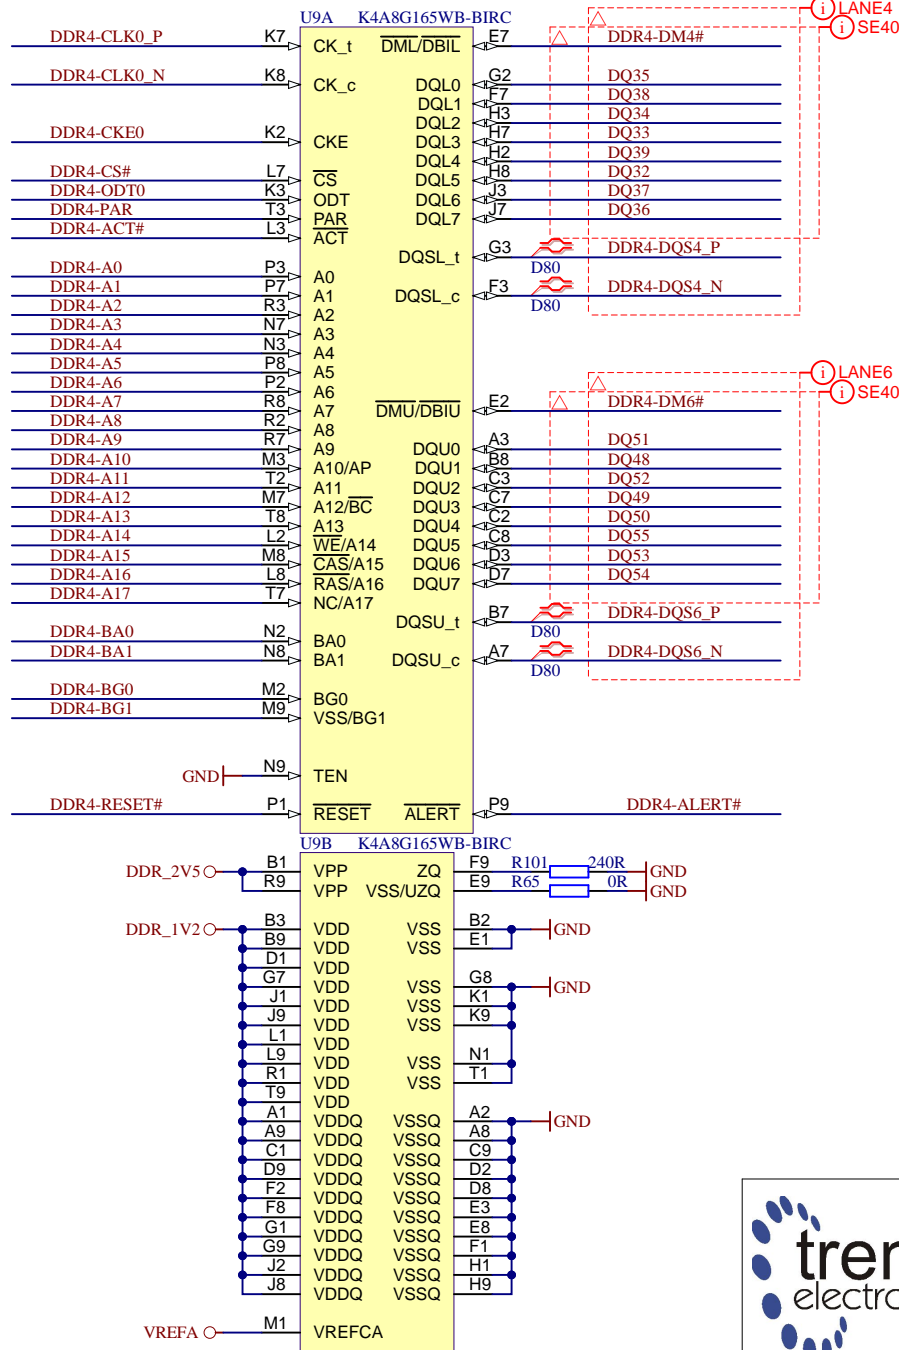 U9A K4A8G165WB-BIRC
LANE4
SE40
DDR4-CLK0_P K7 CK_t DML/DBIL E7 DDR4-DM4#
DDR4-CLK0_N K8 CK_c DQL0 G2 DQ35
DQL1 F7 DQ38
DQL2 H3 DQ34
DDR4-CKE0 K2 CKE DQL3 H7 DQ33
DQL4 H2 DQ39
DDR4-CS# L7 CS DQL5 H8 DQ32
DDR4-ODT0 K3 ODT DQL6 J3 DQ37
DDR4-PAR T3 PAR DQL7 J7 DQ36
DDR4-ACT# L3 ACT
DQSL_t G3 D80 DDR4-DQS4_P
DDR4-A0 P3 A0
DDR4-A1 P7 A1 DQSL_c F3 D80 DDR4-DQS4_N
DDR4-A2 R3 A2
DDR4-A3 N7 A3
DDR4-A4 N3 A4
DDR4-A5 P8 A5
LANE6
DDR4-A6 P2 A6
SE40
DDR4-A7 R8 A7 DMU/DBIU E2 DDR4-DM6#
DDR4-A8 R2 A8
DDR4-A9 R7 A9 DQU0 A3 DQ51
DDR4-A10 M3 A10/AP DQU1 B8 DQ48
DDR4-A11 T2 A11 DQU2 C3 DQ52
DDR4-A12 M7 A12/BC DQU3 C7 DQ49
DDR4-A13 T8 A13 DQU4 C2 DQ50
DDR4-A14 L2 WE/A14 DQU5 C8 DQ55
DDR4-A15 M8 CAS/A15 DQU6 D3 DQ53
DDR4-A16 L8 RAS/A16 DQU7 D7 DQ54
DDR4-A17 T7 NC/A17
DQSU_t B7 D80 DDR4-DQS6_P
DDR4-BA0 N2 BA0
DDR4-BA1 N8 BA1 DQSU_c A7 D80 DDR4-DQS6_N
DDR4-BG0 M2 BG0
DDR4-BG1 M9 VSS/BG1
GND N9 TEN
DDR4-RESET# P1 RESET ALERT P9 DDR4-ALERT#
U9B K4A8G165WB-BIRC
DDR_2V5 B1 VPP ZQ F9 R101 240R GND
R9 VPP VSS/UZQ E9 R65 0R GND
DDR_1V2 B3 VDD VSS B2 GND
B9 VDD VSS E1
D1 VDD
G7 VDD VSS G8 GND
J1 VDD VSS K1
J9 VDD VSS K9
L1 VDD
L9 VDD VSS N1
R1 VDD VSS T1
T9 VDD
A1 VDDQ VSSQ A2 GND
A9 VDDQ VSSQ A8
C1 VDDQ VSSQ C9
D9 VDDQ VSSQ D2
F2 VDDQ VSSQ D8
F8 VDDQ VSSQ E3
G1 VDDQ VSSQ E8
G9 VDDQ VSSQ F1
J2 VDDQ VSSQ H1
J8 VDDQ VSSQ H9
VREFA M1 VREFCA
tren
electro